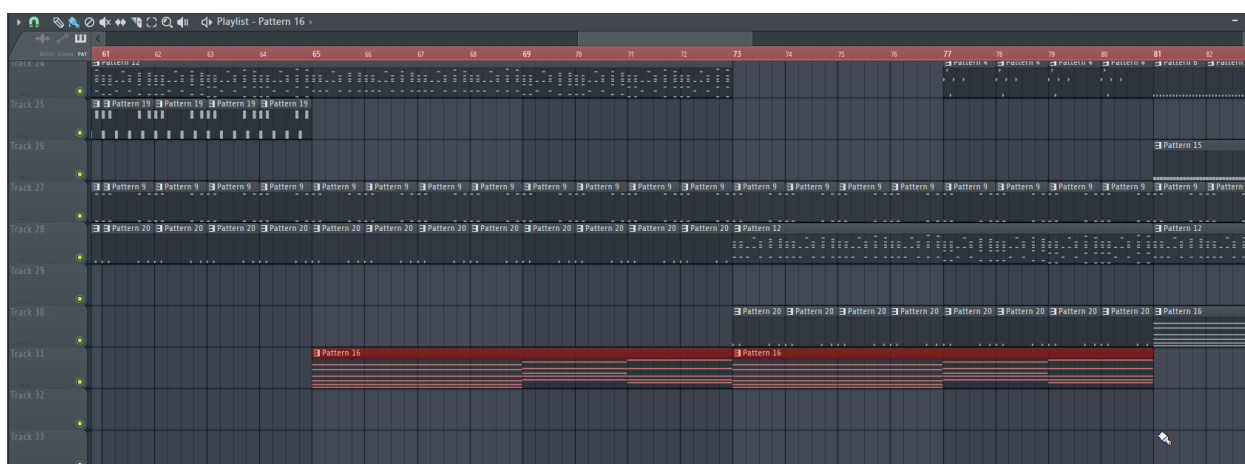 Playlist - Pattern 16
NOTE CHAN PAT
61 62 63 64 65 66 67 68 69 70 71 72 73 74 75 76 77 78 79 80 81 82
Track 24 Pattern 12 Pattern 4 Pattern 4 Pattern 4 Pattern 4 Pattern 6 Pattern
Track 25 Pattern 19 Pattern 19 Pattern 19 Pattern 19
Track 26 Pattern 15
Track 27 Pattern 9 Pattern 9 Pattern 9 Pattern 9 Pattern 9 Pattern 9 Pattern 9 Pattern 9 Pattern 9 Pattern 9 Pattern 9 Pattern 9 Pattern 9 Pattern 9 Pattern 9 Pattern 9 Pattern 9 Pattern 9 Pattern 9 Pattern 9 Pattern 9 Pattern
Track 28 Pattern 20 Pattern 20 Pattern 20 Pattern 20 Pattern 20 Pattern 20 Pattern 20 Pattern 20 Pattern 20 Pattern 20 Pattern 20 Pattern 20 Pattern 12 Pattern 12
Track 29
Track 30 Pattern 20 Pattern 20 Pattern 20 Pattern 20 Pattern 20 Pattern 20 Pattern 20 Pattern 20 Pattern 16
Track 31 Pattern 16 Pattern 16
Track 32
Track 33